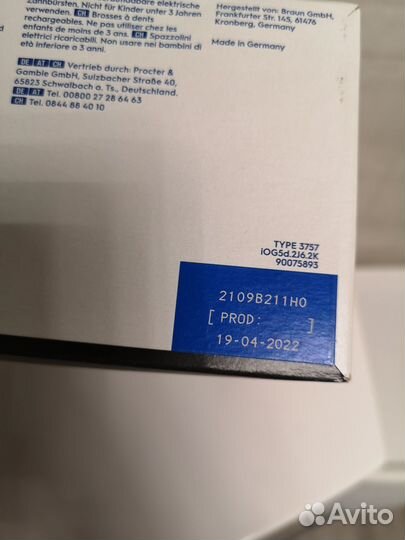 Zahnbürsten. Nicht für Kinder unter 3 Jahren
verwenden. FR Brosses à dents
rechargeables. Ne pas utiliser chez les
enfants de moins de 3 ans. CH Spazzolini
elettrici ricaricabili. Non usare nei bambini di
età inferiore a 3 anni.
DE AT CH Vertrieb durch: Procter &
Gamble GmbH, Sulzbacher Straße 40,
65823 Schwalbach a. Ts., Deutschland.
DE AT Tel. 00800 27 28 64 63
CH Tel. 0844 88 40 10
Hergestellt von: Braun GmbH,
Frankfurter Str. 145, 61476
Kronberg, Germany
Made in Germany
TYPE 3757
iOG5d.2J6.2K
90075893
2109B211H0
[ PROD: ]
19-04-2022
Avito